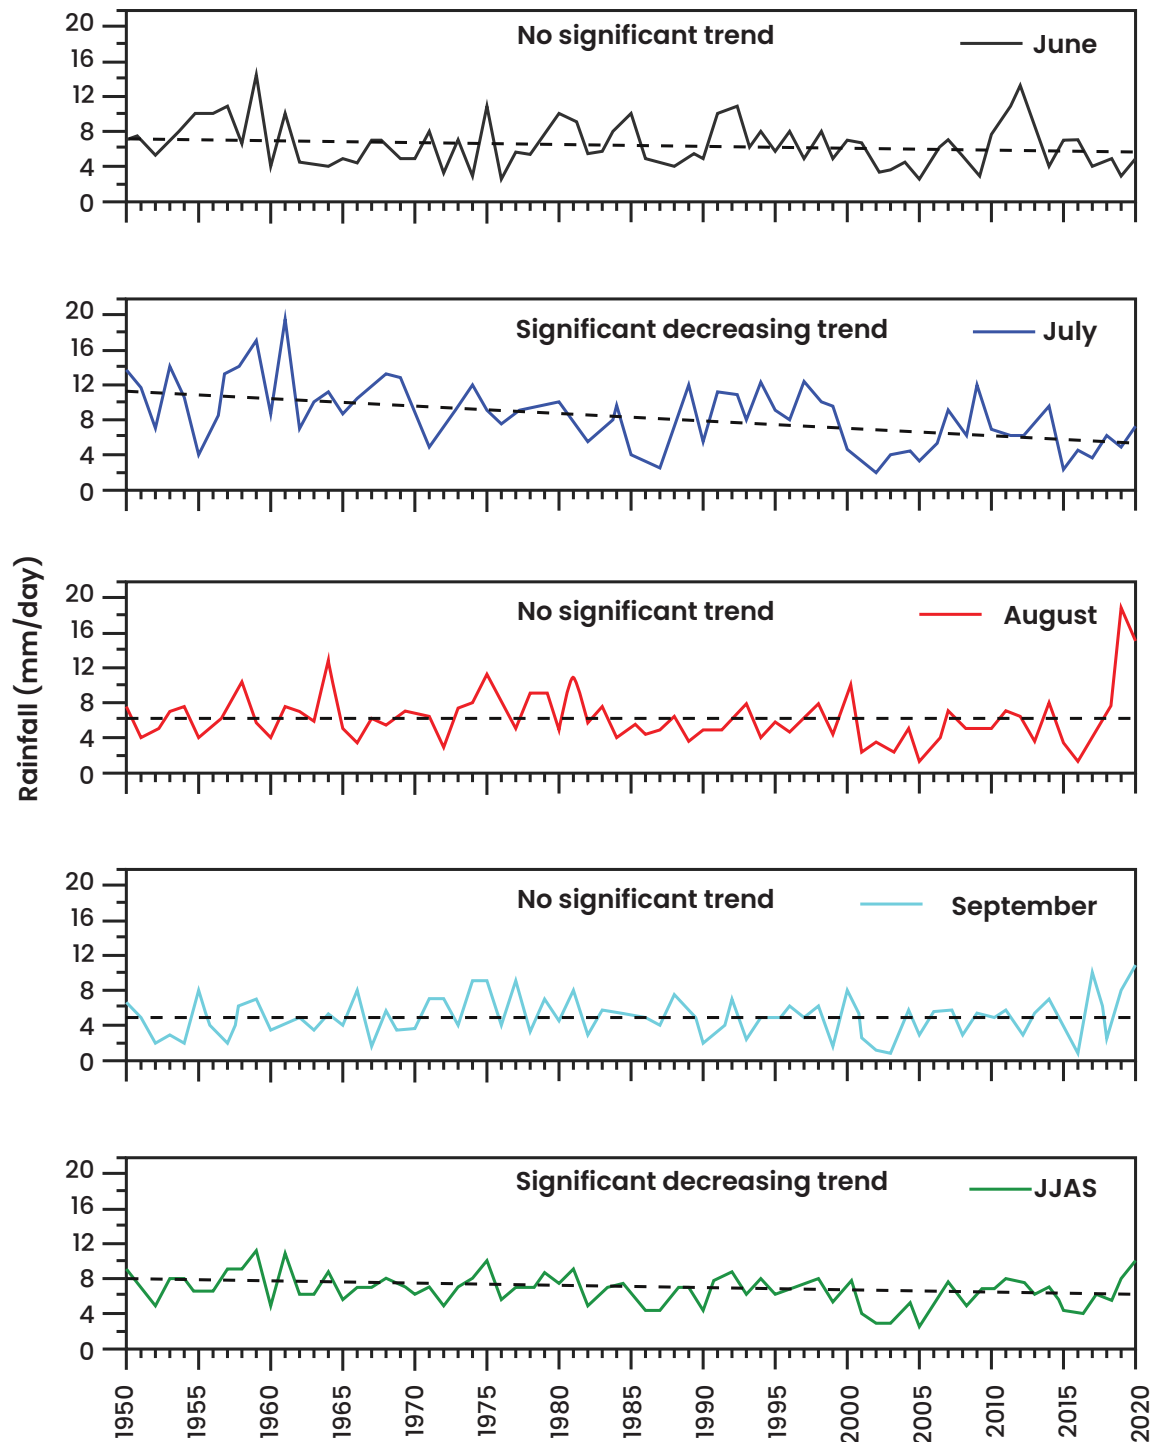 Rainfall (mm/day)
No significant trend
June
20
16
12
8
4
0
Significant decreasing trend
July
20
16
12
8
4
0
No significant trend
August
20
16
12
8
4
0
No significant trend
September
20
16
12
8
4
0
Significant decreasing trend
JJAS
20
16
12
8
4
0
1950 1955 1960 1965 1970 1975 1980 1985 1990 1995 2000 2005 2010 2015 2020